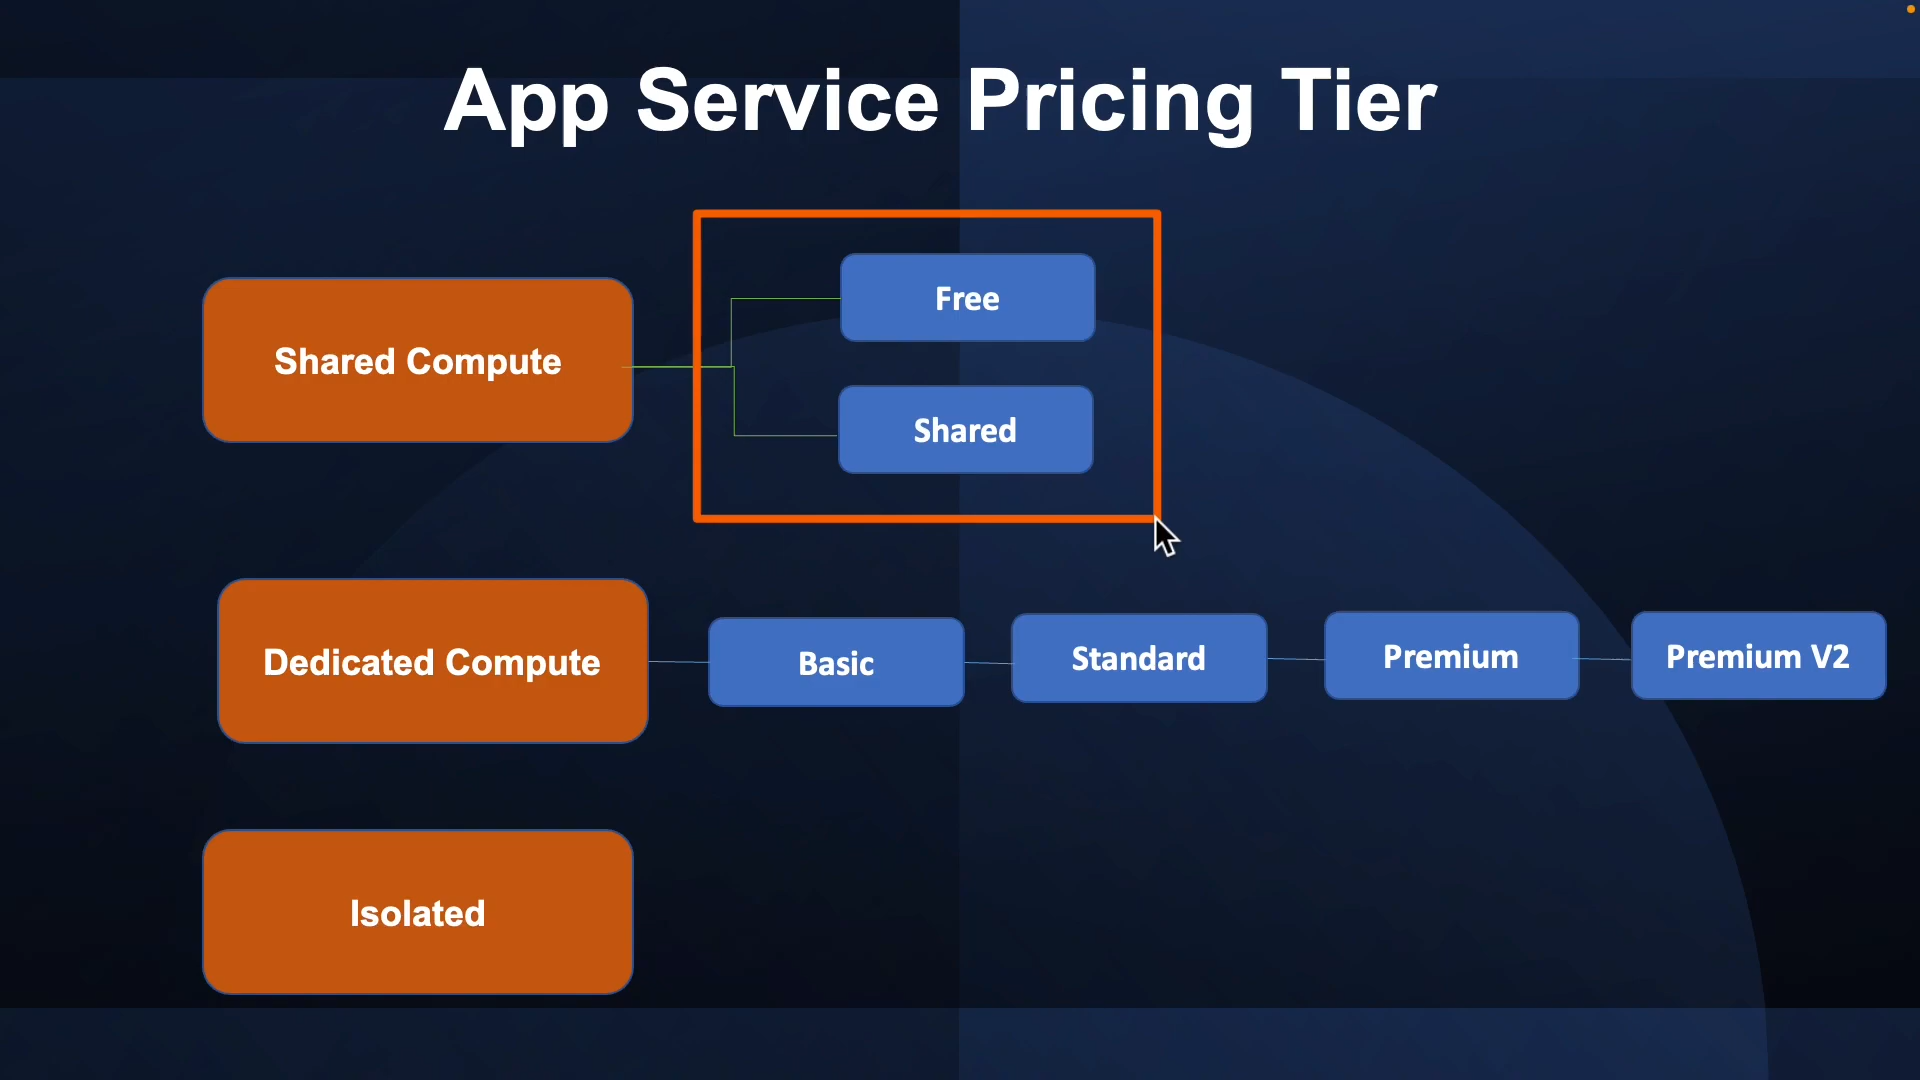 App Service Pricing Tier
Free
Shared Compute
Shared
Dedicated Compute
Basic
Standard
Premium
Premium V2
Isolated